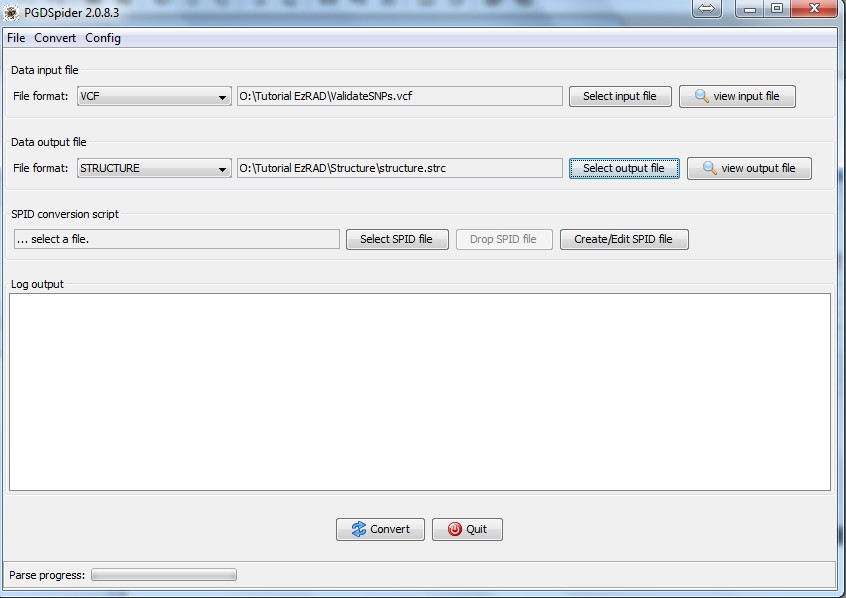 PGDSpider 2.0.8.3
File Convert Config
Data input file
File format: VCF O:\Tutorial EzRAD\ValidateSNPs.vcf Select input file view input file
Data output file
File format: STRUCTURE O:\Tutorial EzRAD\Structure\structure.strc Select output file view output file
SPID conversion script
... select a file. Select SPID file Drop SPID file Create/Edit SPID file
Log output
Convert Quit
Parse progress: